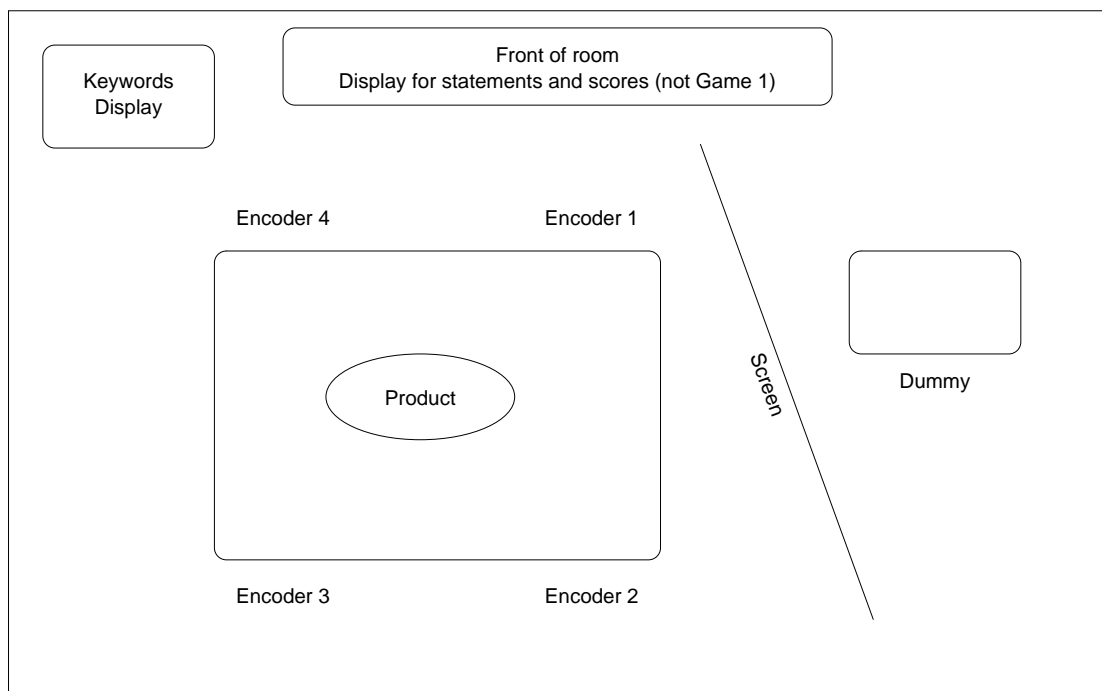 Front of room
Display for statements and scores (not Game 1)
Keywords
Display
Encoder 4
Encoder 1
Product
Screen
Dummy
Encoder 3
Encoder 2